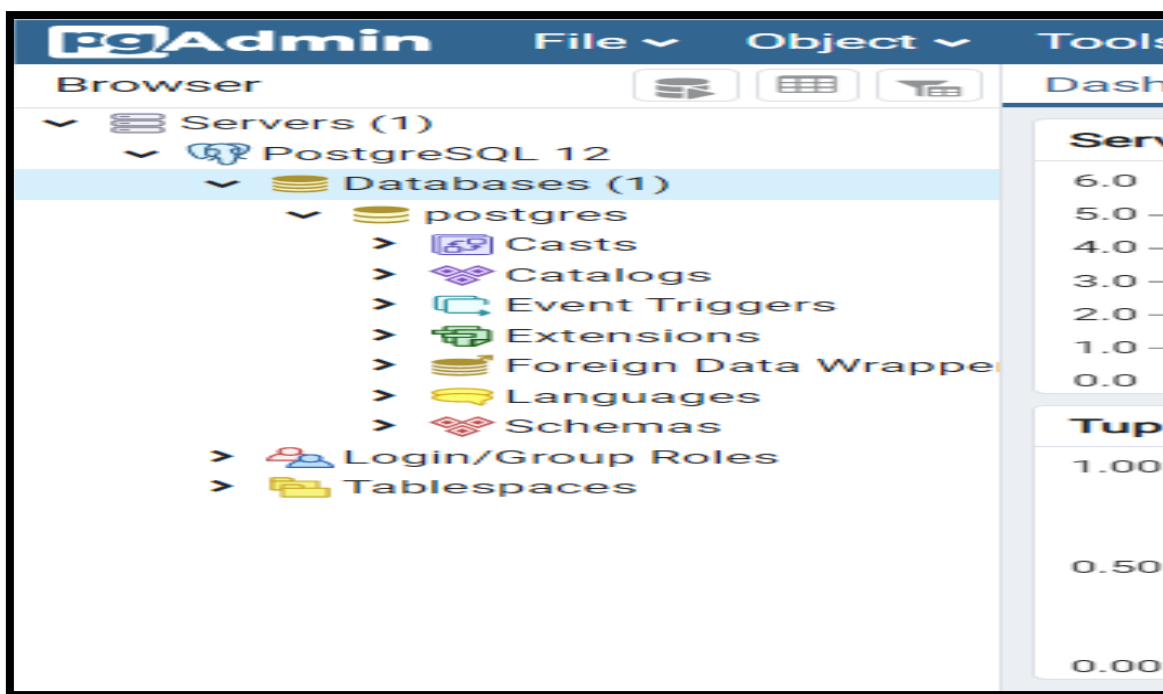 pgAdmin File Object Tools
Browser
Dash
Servers (1)
PostgreSQL 12
Databases (1)
postgres
Casts
Catalogs
Event Triggers
Extensions
Foreign Data Wrapper
Languages
Schemas
Login/Group Roles
Tablespaces
Serv
6.0
5.0
4.0
3.0
2.0
1.0
0.0
Tup
1.00
0.50
0.00